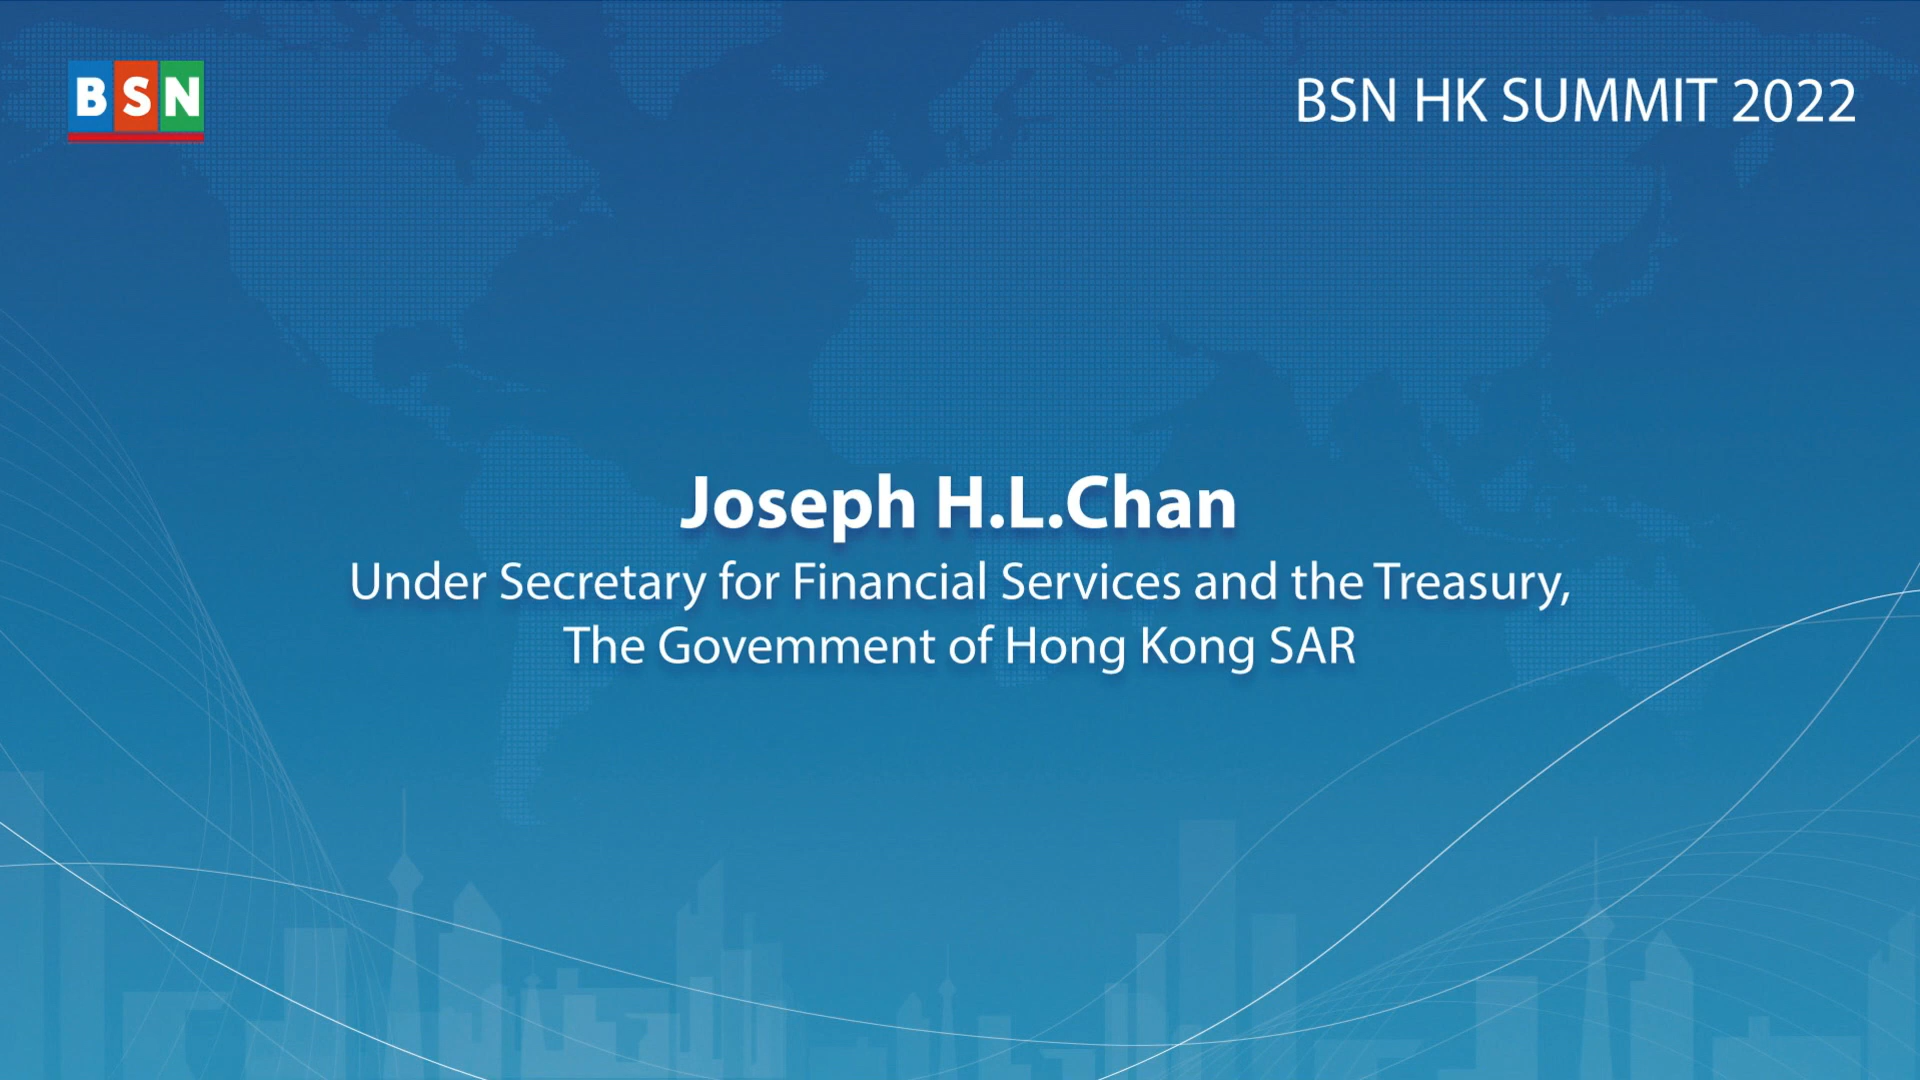 BSN
BSN HK SUMMIT 2022
Joseph H.L.Chan
Under Secretary for Financial Services and the Treasury,
The Govemment of Hong Kong SAR